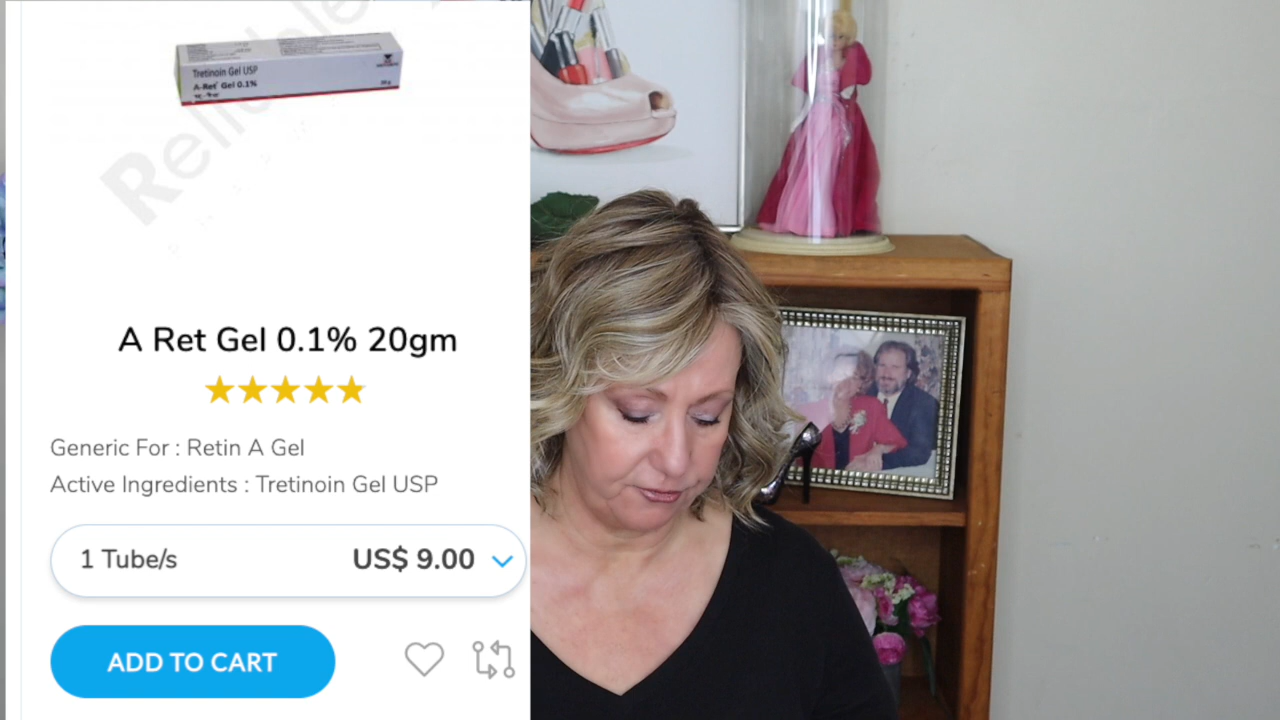 Tretinoin Gel USP
A-Ret Gel 0.1%
20 g
A Ret Gel 0.1% 20gm
Generic For : Retin A Gel
Active Ingredients : Tretinoin Gel USP
1 Tube/s US$ 9.00
ADD TO CART